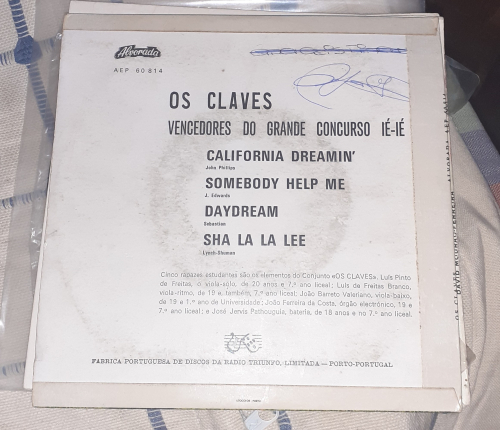 Alvorada
AEP 60 814
OS CLAVES
VENCEDORES DO GRANDE CONCURSO IÉ-IÉ
CALIFORNIA DREAMIN'
John Phillips
SOMEBODY HELP ME
J. Edwards
DAYDREAM
Sebastian
SHA LA LA LEE
Lynch-Shuman
Cinco rapazes estudantes são os elementos do Conjunto «OS CLAVES», Luís Pinto
de Freitas, o viola-solo, de 20 anos e 7.º ano liceal; Luís de Freitas Branco,
viola-ritmo, de 19 e, também, 7.º ano liceal; João Barreto Valeriano, viola-baixo,
de 19 e 1.º ano de Universidade; João Ferreira da Costa, órgão electrónico, 19 e
7.º ano liceal; e José Jervis Pathouguia, bateria, de 18 anos e no 7.º ano liceal.
FABRICA PORTUGUESA DE DISCOS DA RADIO TRIUNFO, LIMITADA — PORTO-PORTUGAL